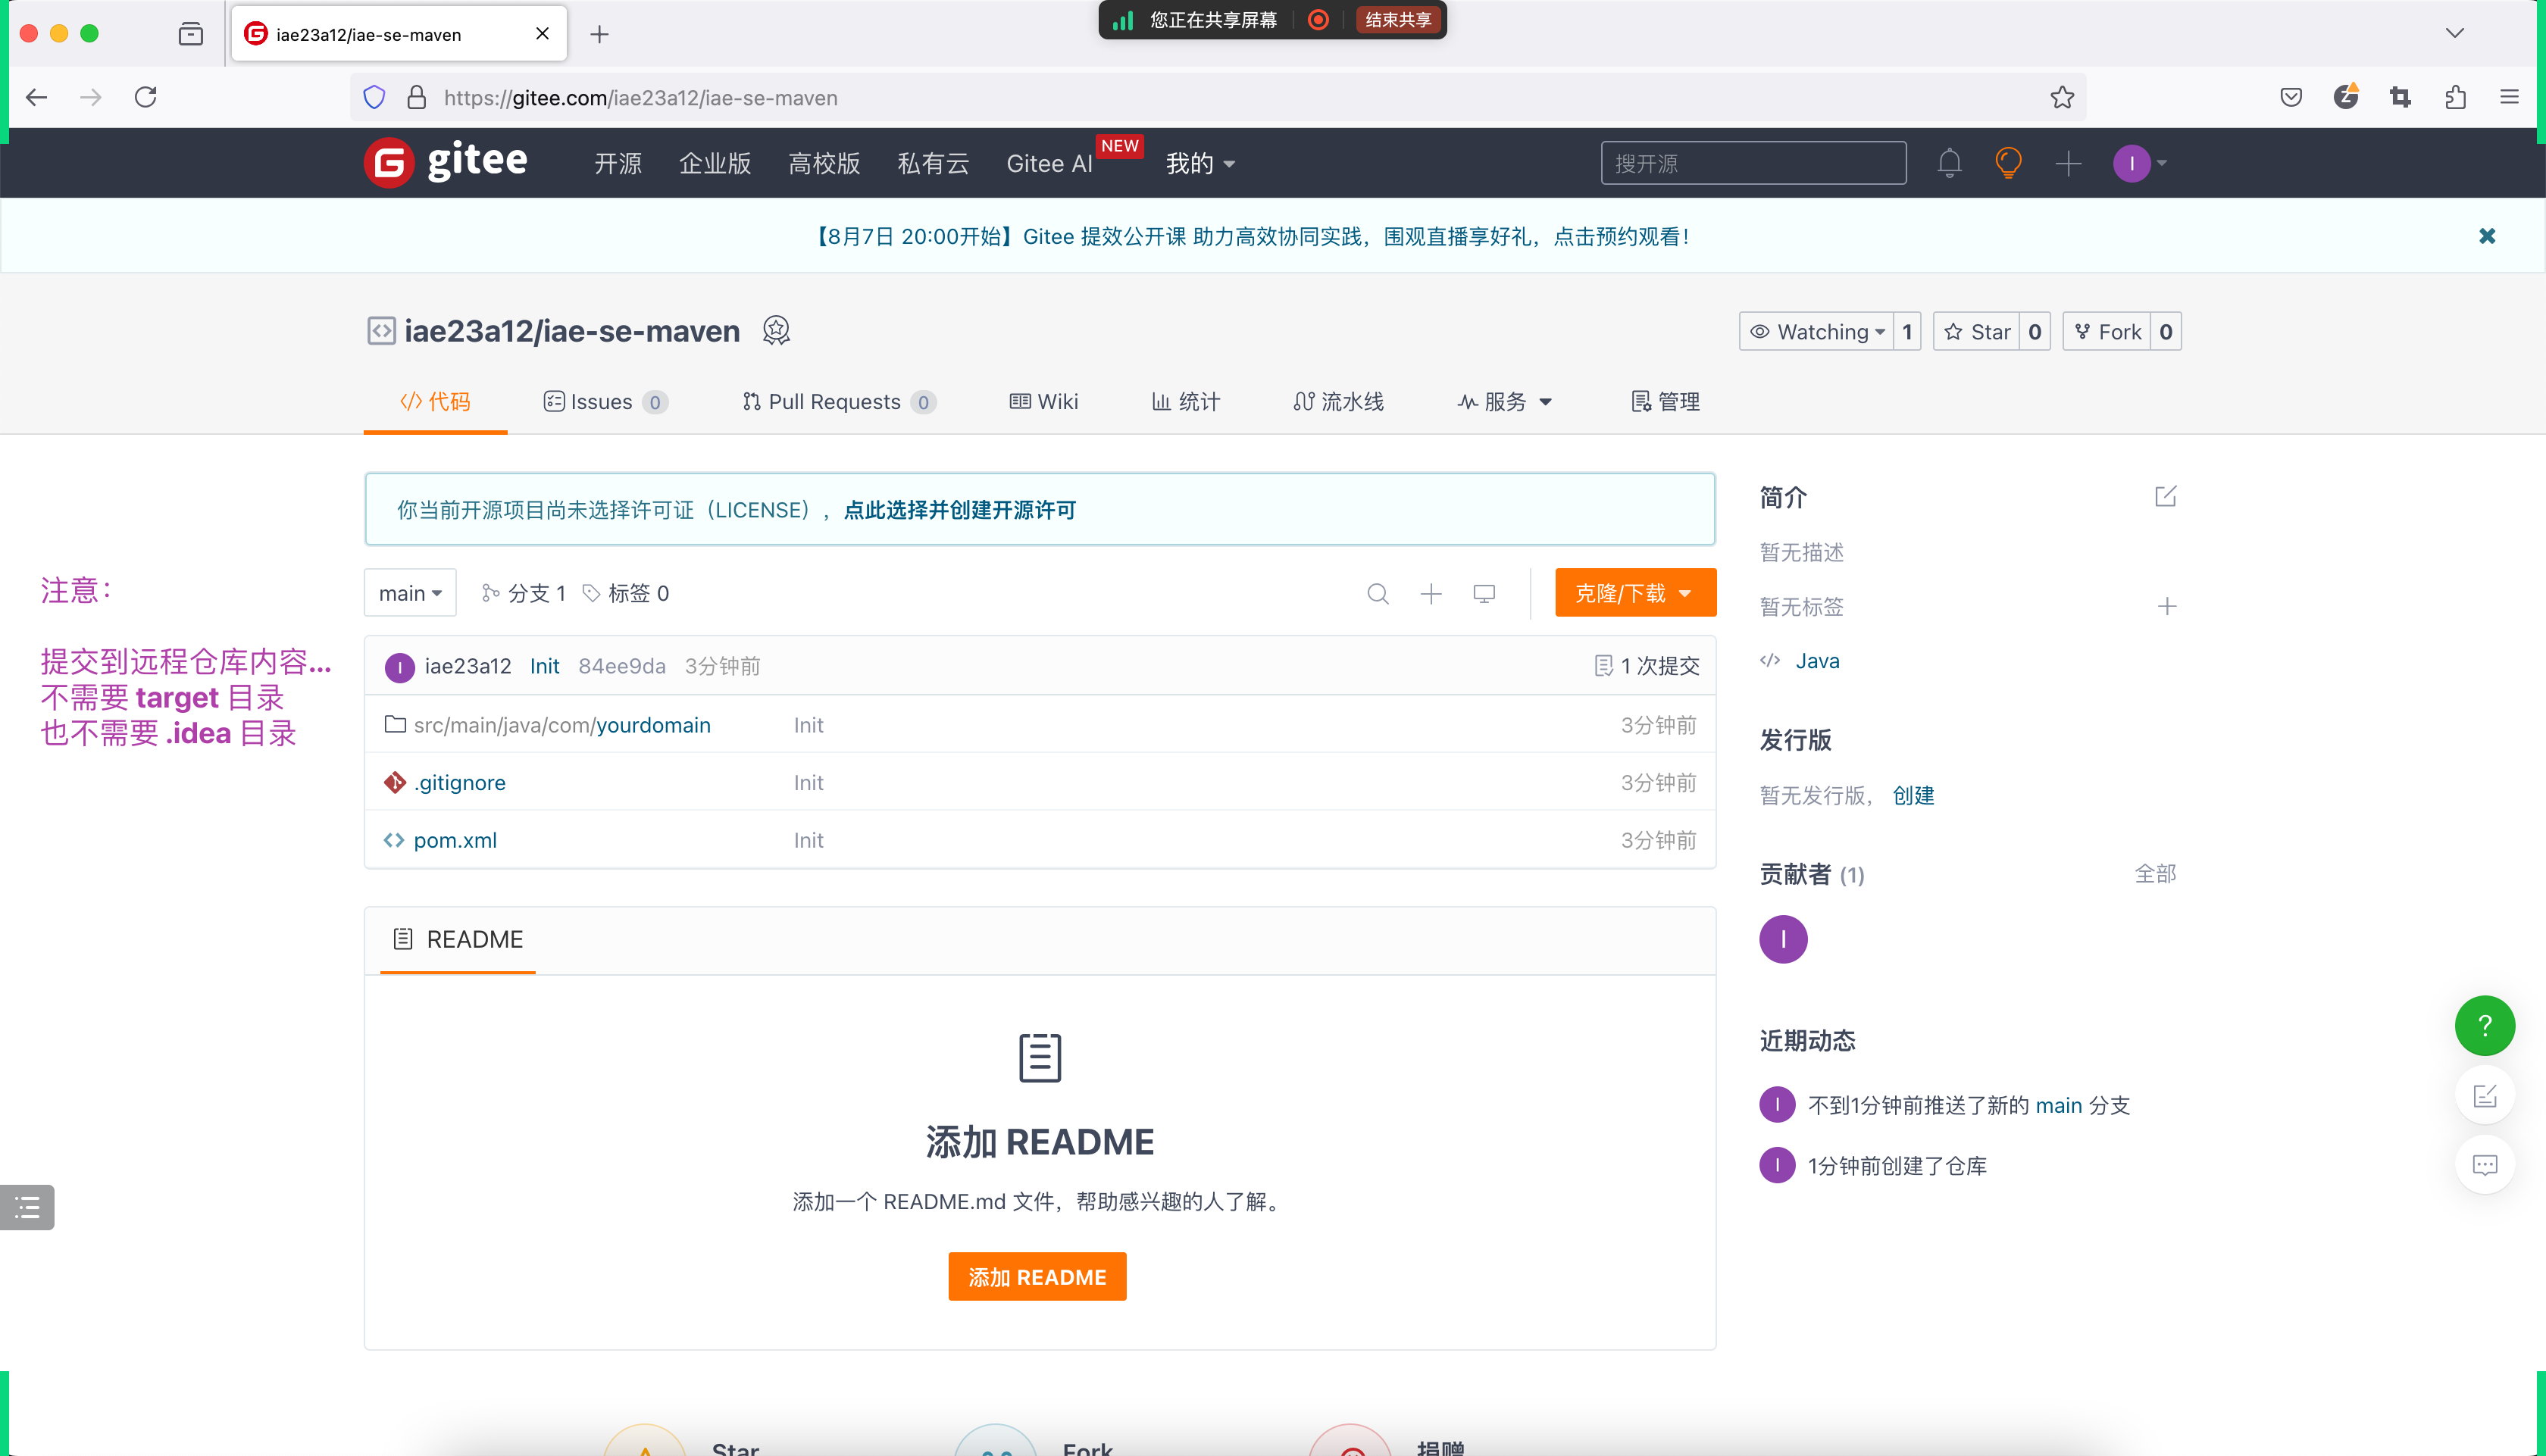 iae23a12/iae-se-maven
您正在共享屏幕
结束共享
https://gitee.com/iae23a12/iae-se-maven
gitee
开源
企业版
高校版
私有云
Gitee AI
NEW
我的
搜开源
I
【8月7日 20:00开始】Gitee 提效公开课 助力高效协同实践，围观直播享好礼，点击预约观看！
iae23a12/iae-se-maven
Watching 1
Star 0
Fork 0
代码
Issues 0
Pull Requests 0
Wiki
统计
流水线
服务
管理
你当前开源项目尚未选择许可证（LICENSE），点此选择并创建开源许可
注意：
提交到远程仓库内容...
不需要 target 目录
也不需要 .idea 目录
main
分支 1
标签 0
克隆/下载
I iae23a12 Init 84ee9da 3分钟前
1 次提交
src/main/java/com/yourdomain Init 3分钟前
.gitignore Init 3分钟前
pom.xml Init 3分钟前
README
添加 README
添加一个 README.md 文件，帮助感兴趣的人了解。
添加 README
简介
暂无描述
暂无标签
Java
发行版
暂无发行版， 创建
贡献者 (1)
全部
I
近期动态
I 不到1分钟前推送了新的 main 分支
I 1分钟前创建了仓库
?
Star
Fork
捐赠